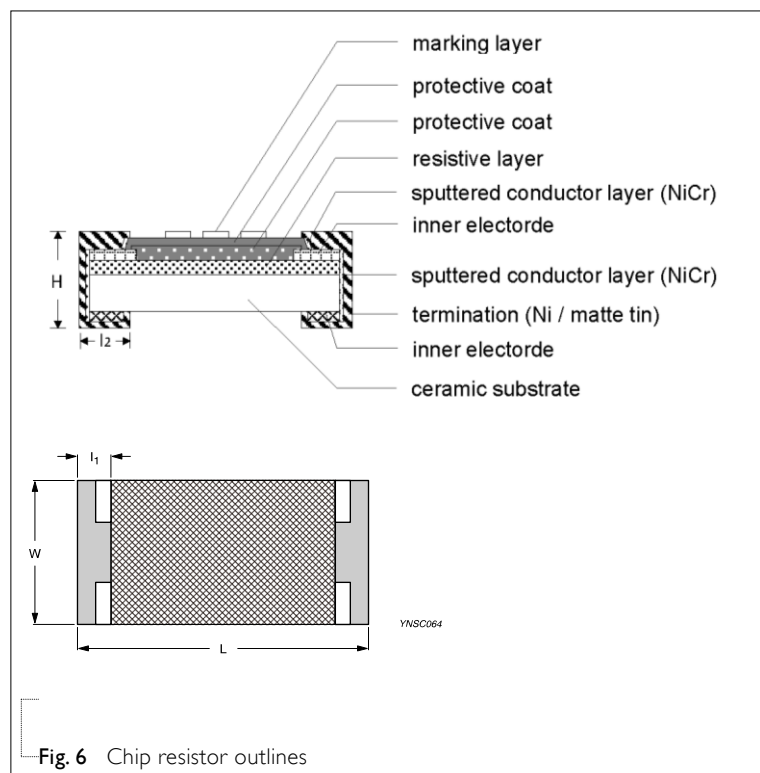 marking layer
protective coat
protective coat
resistive layer
sputtered conductor layer (NiCr)
inner electorde
H
sputtered conductor layer (NiCr)
termination (Ni / matte tin)
l2
inner electorde
ceramic substrate
l1
W
YNSC064
L
Fig. 6 Chip resistor outlines